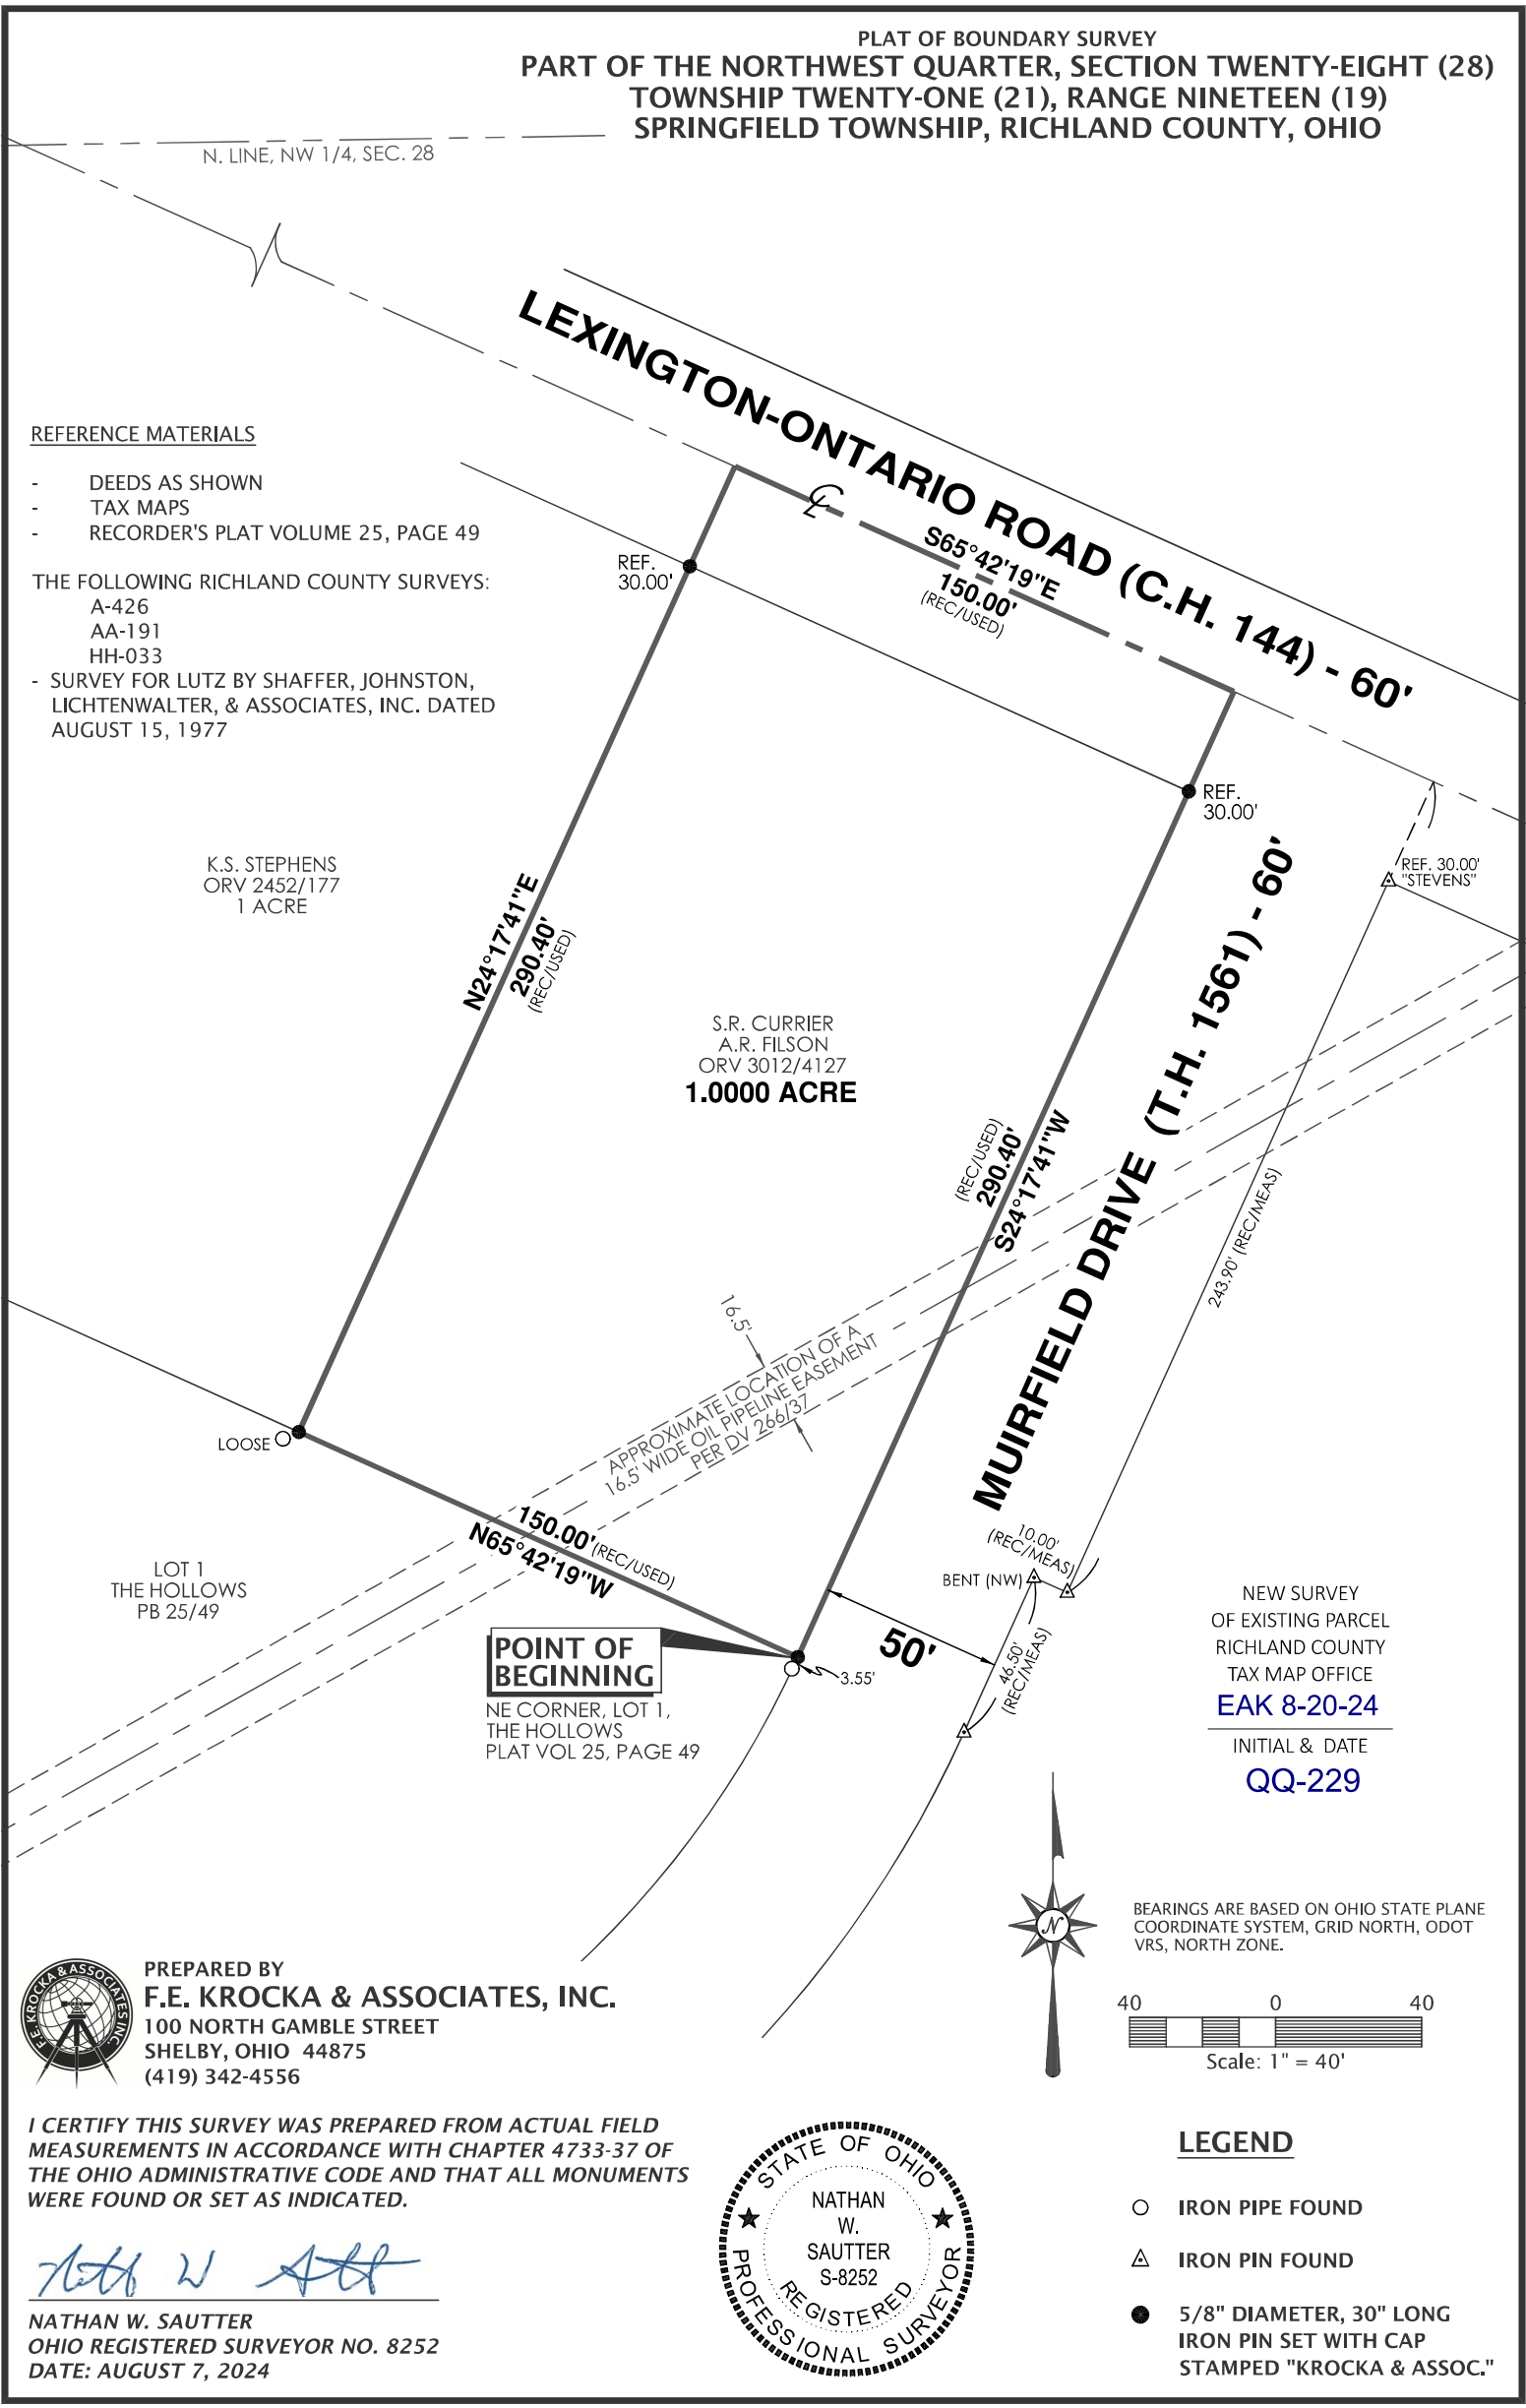 PLAT OF BOUNDARY SURVEY
PART OF THE NORTHWEST QUARTER, SECTION TWENTY-EIGHT (28)
TOWNSHIP TWENTY-ONE (21), RANGE NINETEEN (19)
SPRINGFIELD TOWNSHIP, RICHLAND COUNTY, OHIO
N. LINE, NW 1/4, SEC. 28
LEXINGTON-ONTARIO ROAD (C.H. 144) - 60'
REFERENCE MATERIALS
- DEEDS AS SHOWN
- TAX MAPS
- RECORDER'S PLAT VOLUME 25, PAGE 49
THE FOLLOWING RICHLAND COUNTY SURVEYS:
A-426
AA-191
HH-033
- SURVEY FOR LUTZ BY SHAFFER, JOHNSTON,
LICHTENWALTER, & ASSOCIATES, INC. DATED
AUGUST 15, 1977
REF.
30.00'
S65°42'19"E
150.00'
(REC/USED)
REF.
30.00'
REF. 30.00'
"STEVENS"
K.S. STEPHENS
ORV 2452/177
1 ACRE
N24°17'41"E
290.40'
(REC/USED)
S.R. CURRIER
A.R. FILSON
ORV 3012/4127
1.0000 ACRE
(REC/USED)
290.40'
S24°17'41"W
MUIRFIELD DRIVE (T.H. 1561) - 60'
243.90' (REC/MEAS)
16.5'
APPROXIMATE LOCATION OF A
16.5' WIDE OIL PIPELINE EASEMENT
PER DV 266/37
LOOSE
150.00' (REC/USED)
N65°42'19"W
LOT 1
THE HOLLOWS
PB 25/49
10.00'
(REC/MEAS)
BENT (NW)
50'
46.50'
(REC/MEAS)
3.55'
POINT OF
BEGINNING
NE CORNER, LOT 1,
THE HOLLOWS
PLAT VOL 25, PAGE 49
NEW SURVEY
OF EXISTING PARCEL
RICHLAND COUNTY
TAX MAP OFFICE
EAK 8-20-24
INITIAL & DATE
QQ-229
N
BEARINGS ARE BASED ON OHIO STATE PLANE
COORDINATE SYSTEM, GRID NORTH, ODOT
VRS, NORTH ZONE.
40 0 40
Scale: 1" = 40'
F.E. KROCKA & ASSOCIATES INC.
PREPARED BY
F.E. KROCKA & ASSOCIATES, INC.
100 NORTH GAMBLE STREET
SHELBY, OHIO 44875
(419) 342-4556
I CERTIFY THIS SURVEY WAS PREPARED FROM ACTUAL FIELD
MEASUREMENTS IN ACCORDANCE WITH CHAPTER 4733-37 OF
THE OHIO ADMINISTRATIVE CODE AND THAT ALL MONUMENTS
WERE FOUND OR SET AS INDICATED.
NATHAN W. SAUTTER
OHIO REGISTERED SURVEYOR NO. 8252
DATE: AUGUST 7, 2024
STATE OF OHIO
NATHAN
W.
SAUTTER
S-8252
REGISTERED
PROFESSIONAL SURVEYOR
LEGEND
IRON PIPE FOUND
IRON PIN FOUND
5/8" DIAMETER, 30" LONG
IRON PIN SET WITH CAP
STAMPED "KROCKA & ASSOC."